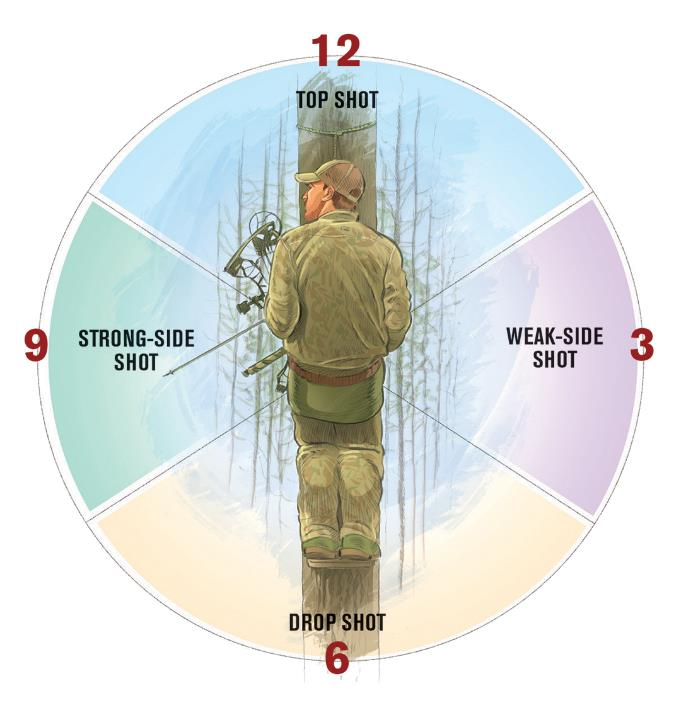 12
TOP SHOT
9
STRONG-SIDE
SHOT
WEAK-SIDE
SHOT
3
DROP SHOT
6